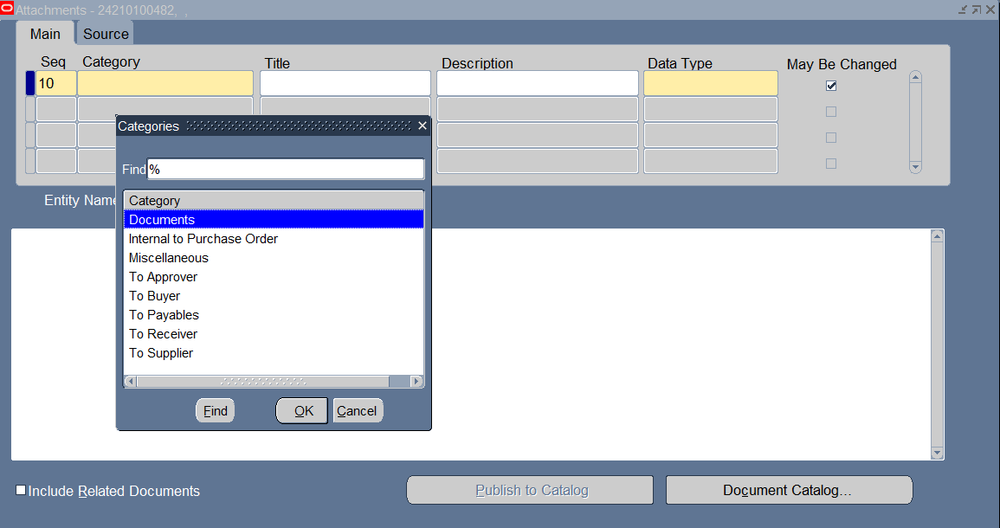 Attachments - 24210100482, ,
Main Source
Seq Category Title Description Data Type May Be Changed
10
Categories
Find %
Category
Documents
Internal to Purchase Order
Miscellaneous
To Approver
To Buyer
To Payables
To Receiver
To Supplier
Find OK Cancel
Entity Name
Include Related Documents Publish to Catalog Document Catalog...